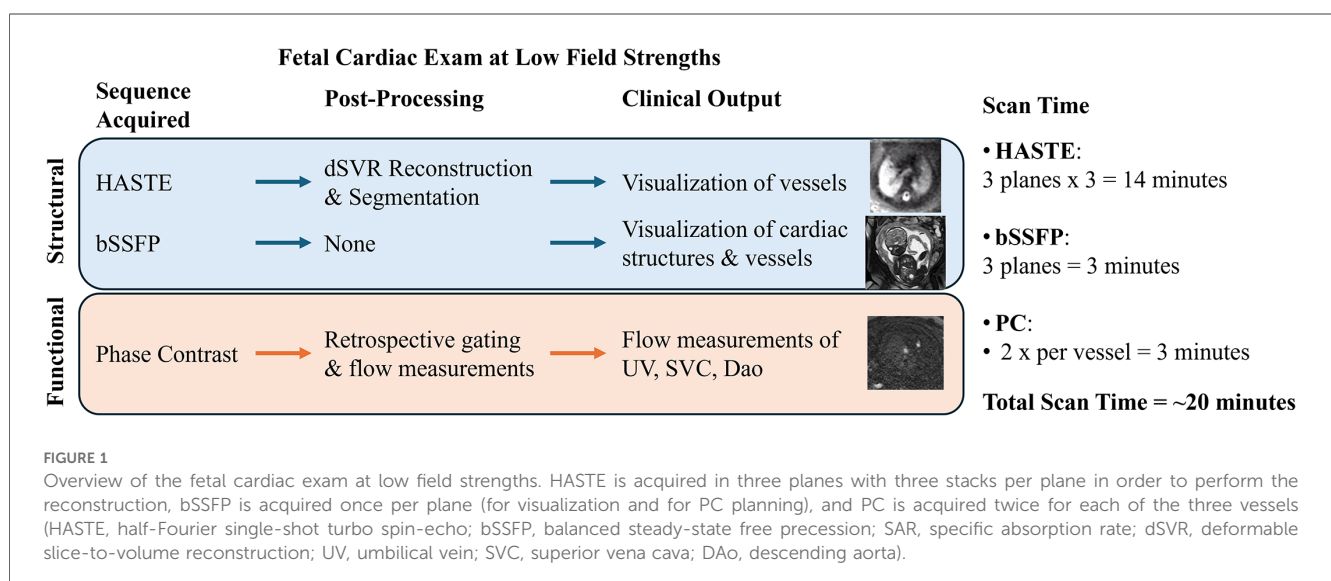 Fetal Cardiac Exam at Low Field Strengths
Sequence
Acquired
Post-Processing
Clinical Output
Scan Time
Structural
HASTE
dSVR Reconstruction
& Segmentation
Visualization of vessels
bSSFP
None
Visualization of cardiac
structures & vessels
Functional
Phase Contrast
Retrospective gating
& flow measurements
Flow measurements of
UV, SVC, Dao
• HASTE:
3 planes x 3 = 14 minutes
• bSSFP:
3 planes = 3 minutes
• PC:
• 2 x per vessel = 3 minutes
Total Scan Time = ~20 minutes
FIGURE 1
Overview of the fetal cardiac exam at low field strengths. HASTE is acquired in three planes with three stacks per plane in order to perform the
reconstruction, bSSFP is acquired once per plane (for visualization and for PC planning), and PC is acquired twice for each of the three vessels
(HASTE, half-Fourier single-shot turbo spin-echo; bSSFP, balanced steady-state free precession; SAR, specific absorption rate; dSVR, deformable
slice-to-volume reconstruction; UV, umbilical vein; SVC, superior vena cava; DAo, descending aorta).